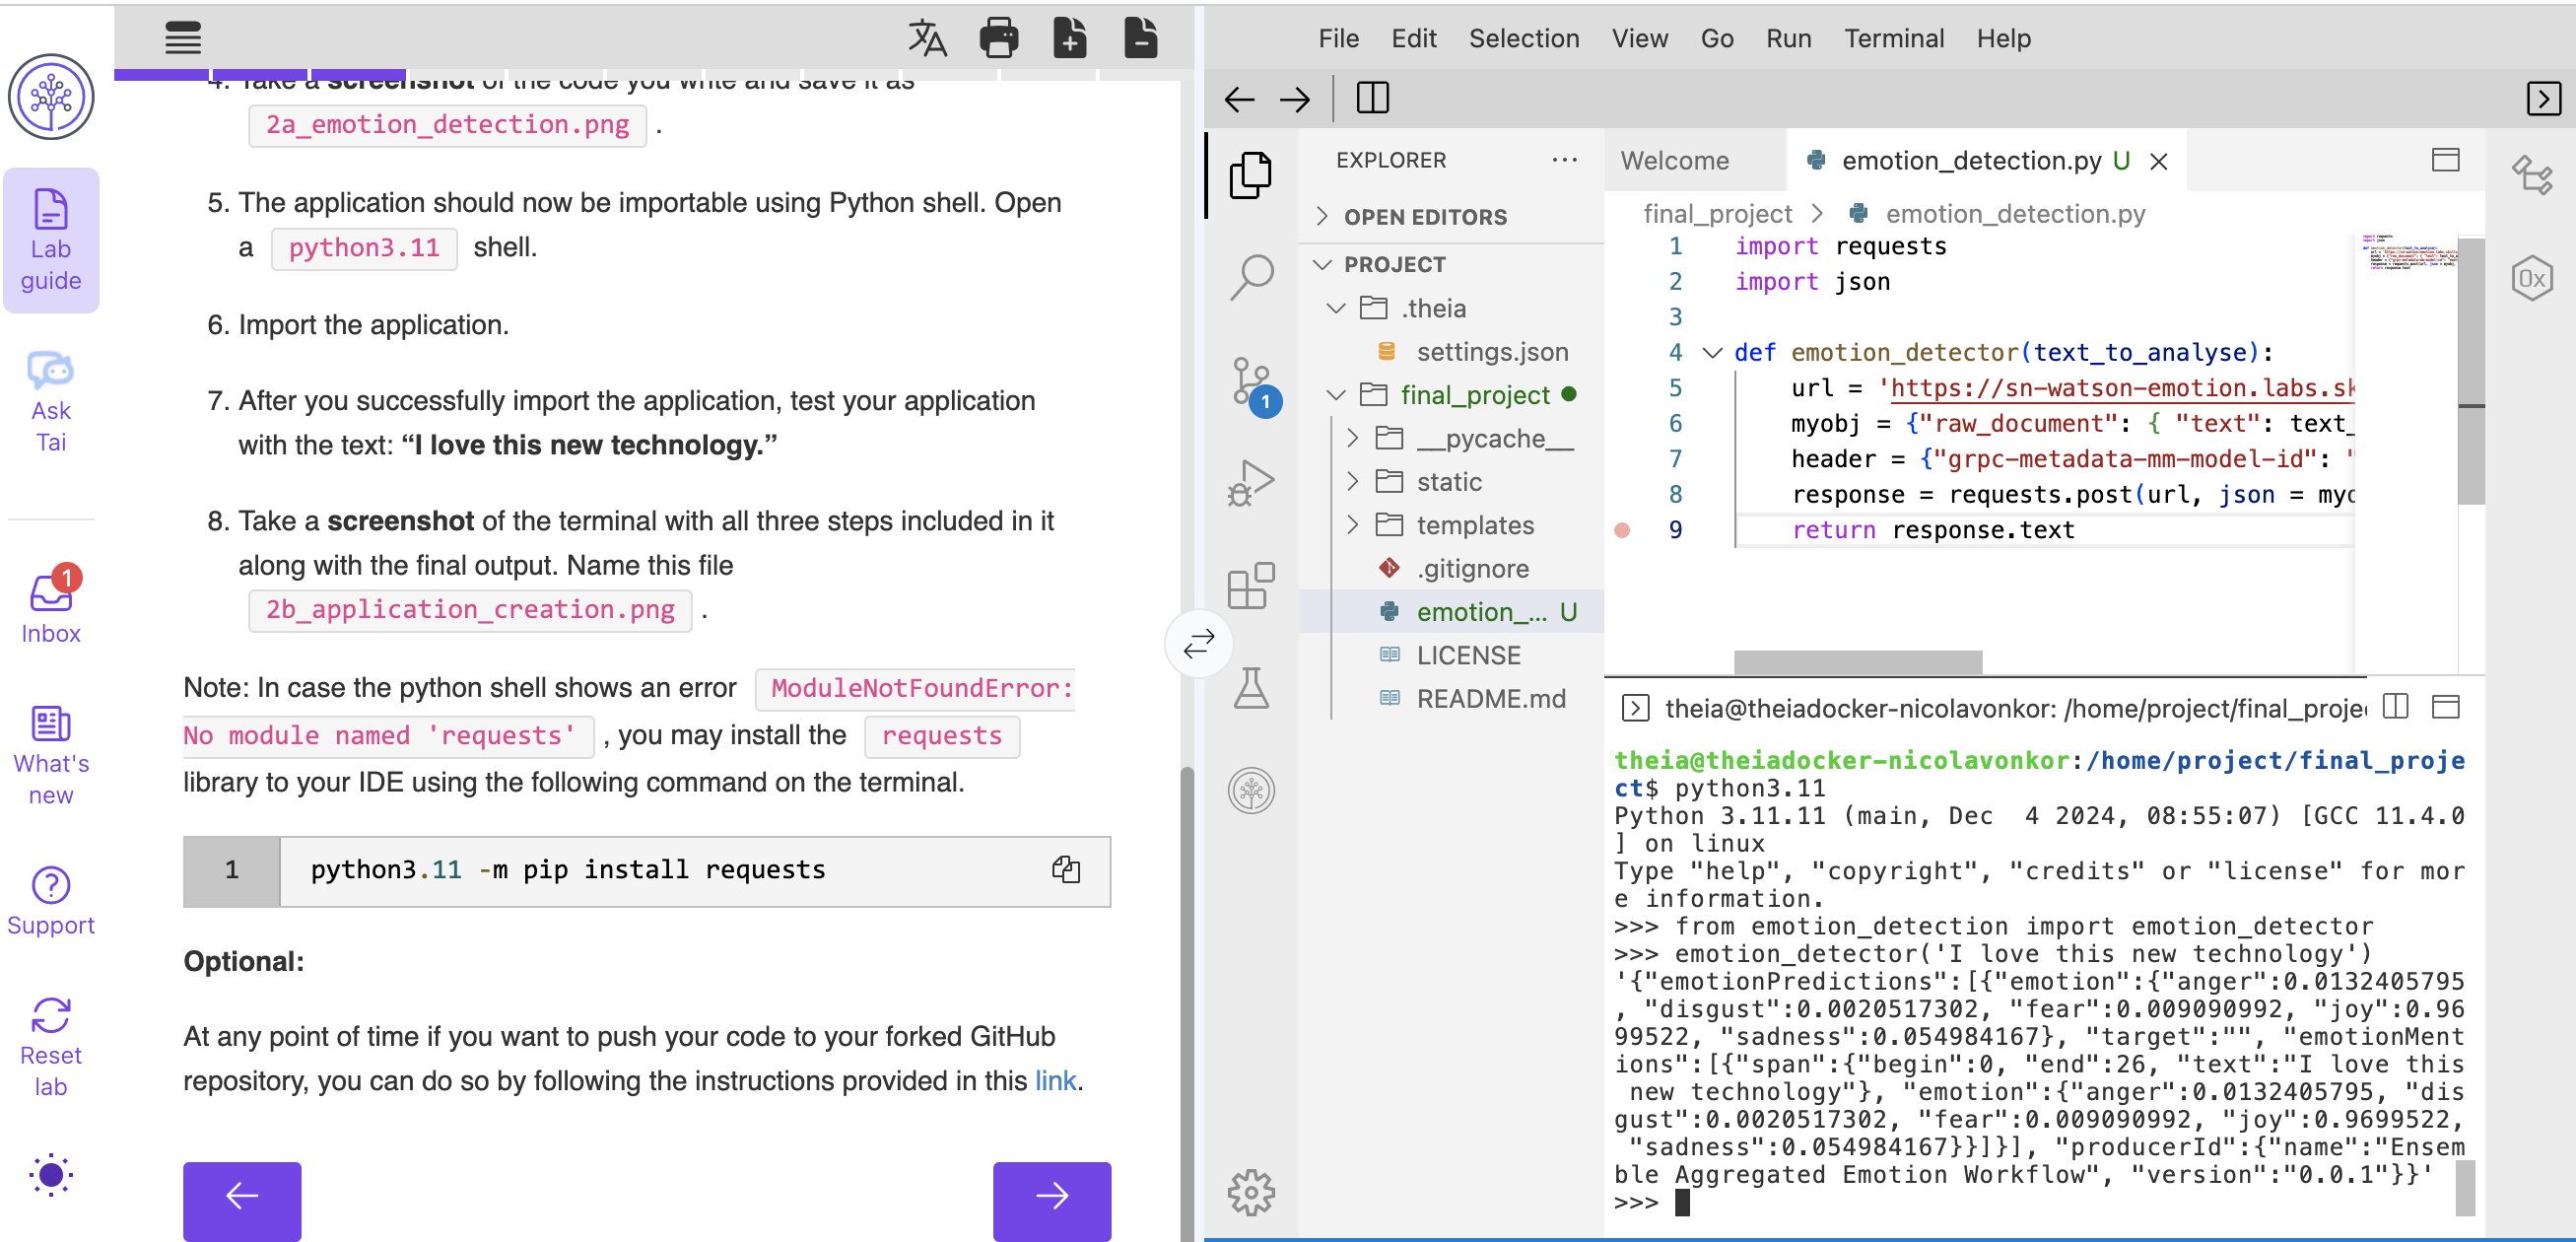 File Edit Selection View Go Run Terminal Help
Lab
guide
Ask
Tai
1
Inbox
What's
new
Support
Reset
lab
4. Take a screenshot of the code you write and save it as
2a_emotion_detection.png .
5. The application should now be importable using Python shell. Open
a python3.11 shell.
6. Import the application.
7. After you successfully import the application, test your application
with the text: “I love this new technology.”
8. Take a screenshot of the terminal with all three steps included in it
along with the final output. Name this file
2b_application_creation.png .
Note: In case the python shell shows an error ModuleNotFoundError:
No module named 'requests' , you may install the requests
library to your IDE using the following command on the terminal.
1 python3.11 -m pip install requests
Optional:
At any point of time if you want to push your code to your forked GitHub
repository, you can do so by following the instructions provided in this link.
1
EXPLORER
OPEN EDITORS
PROJECT
.theia
settings.json
final_project
__pycache__
static
templates
.gitignore
emotion_... U
LICENSE
README.md
Welcome emotion_detection.py U
final_project > emotion_detection.py
1 import requests
2 import json
3
4 def emotion_detector(text_to_analyse):
5 url = 'https://sn-watson-emotion.labs.sk
6 myobj = {"raw_document": { "text": text_
7 header = {"grpc-metadata-mm-model-id": "
8 response = requests.post(url, json = myo
9 return response.text
0x
theia@theiadocker-nicolavonkor: /home/project/final_projec
theia@theiadocker-nicolavonkor:/home/project/final_proje
ct$ python3.11
Python 3.11.11 (main, Dec  4 2024, 08:55:07) [GCC 11.4.0
] on linux
Type "help", "copyright", "credits" or "license" for mor
e information.
>>> from emotion_detection import emotion_detector
>>> emotion_detector('I love this new technology')
'{"emotionPredictions":[{"emotion":{"anger":0.0132405795
, "disgust":0.0020517302, "fear":0.009090992, "joy":0.96
99522, "sadness":0.054984167}, "target":"", "emotionMent
ions":[{"span":{"begin":0, "end":26, "text":"I love this
 new technology"}, "emotion":{"anger":0.0132405795, "dis
gust":0.0020517302, "fear":0.009090992, "joy":0.9699522,
 "sadness":0.054984167}}]}], "producerId":{"name":"Ensem
ble Aggregated Emotion Workflow", "version":"0.0.1"}}'
>>>